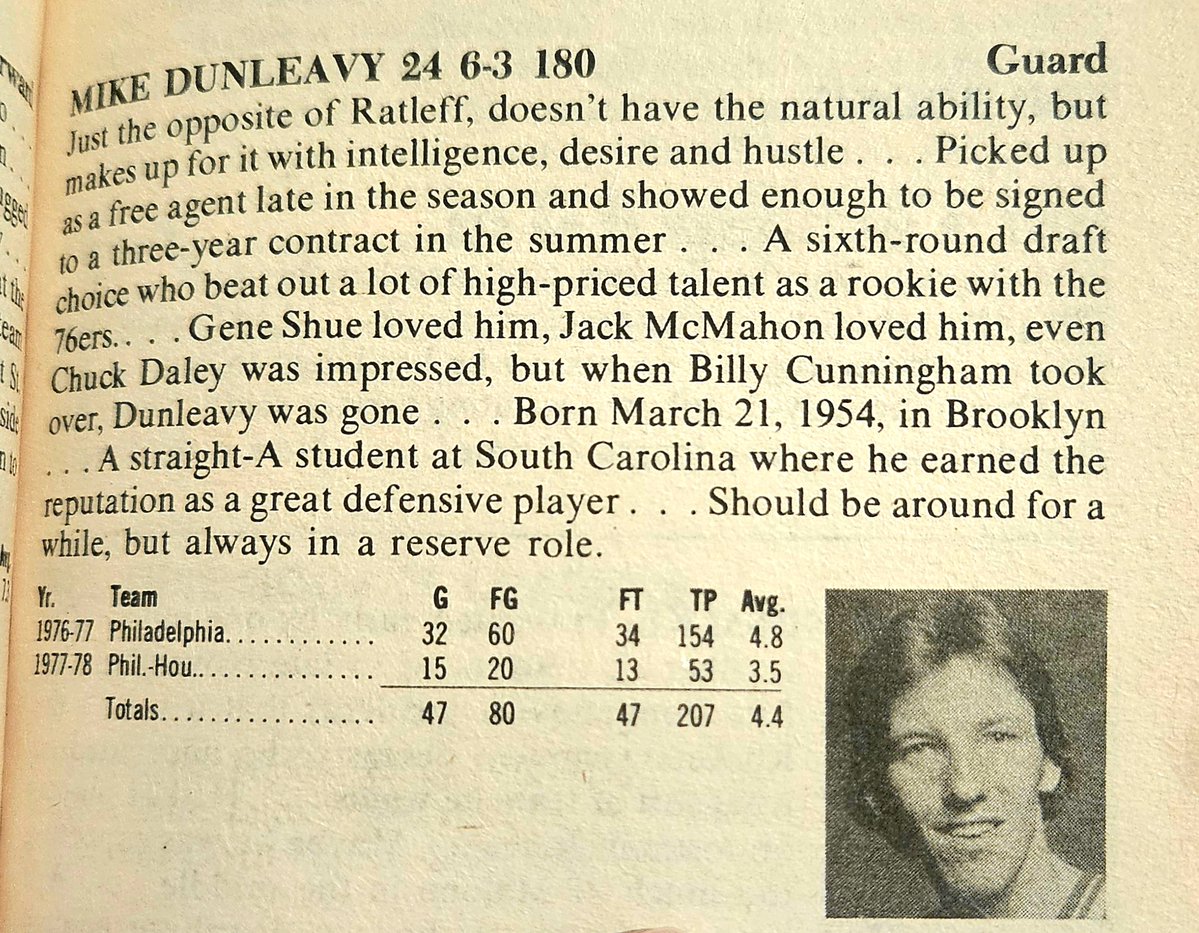 MIKE DUNLEAVY 24 6-3 180 Guard
Just the opposite of Ratleff, doesn't have the natural ability, but
makes up for it with intelligence, desire and hustle . . . Picked up
as a free agent late in the season and showed enough to be signed
to a three-year contract in the summer . . . A sixth-round draft
choice who beat out a lot of high-priced talent as a rookie with the
76ers. . . . Gene Shue loved him, Jack McMahon loved him, even
Chuck Daley was impressed, but when Billy Cunningham took
over, Dunleavy was gone . . . Born March 21, 1954, in Brooklyn
. . . A straight-A student at South Carolina where he earned the
reputation as a great defensive player . . . Should be around for a
while, but always in a reserve role.
Yr. Team G FG FT TP Avg.
1976-77 Philadelphia............ 32 60 34 154 4.8
1977-78 Phil.-Hou................ 15 20 13 53 3.5
Totals.................. 47 80 47 207 4.4